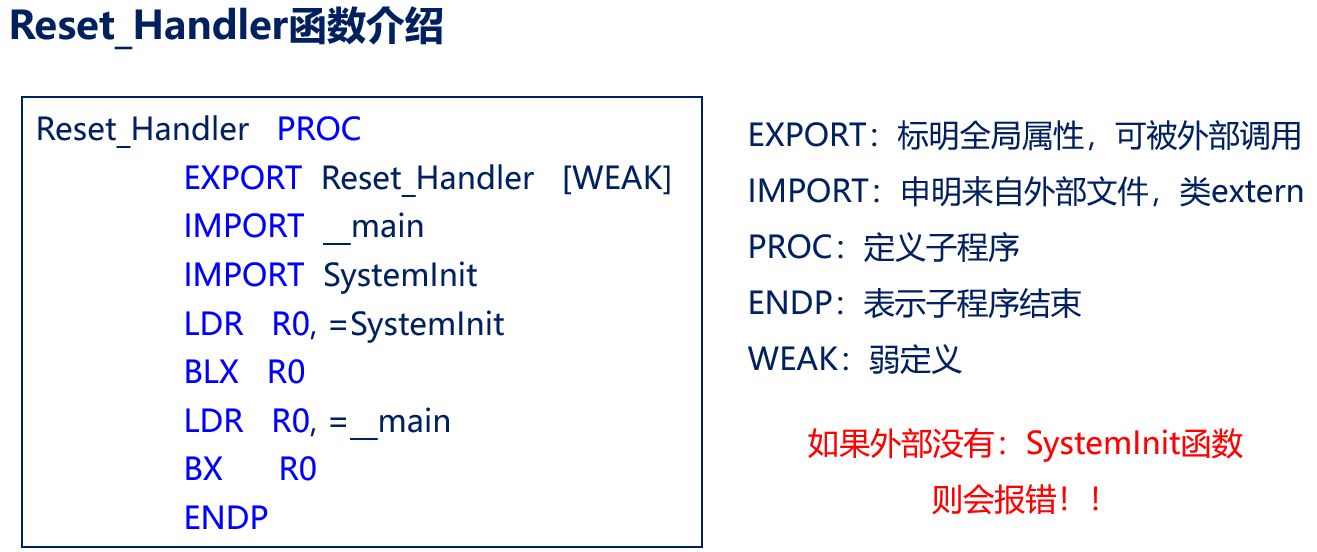 Reset_Handler函数介绍
Reset_Handler PROC
EXPORT Reset_Handler [WEAK]
IMPORT __main
IMPORT SystemInit
LDR R0, =SystemInit
BLX R0
LDR R0, =__main
BX R0
ENDP
EXPORT：标明全局属性，可被外部调用
IMPORT：申明来自外部文件，类extern
PROC：定义子程序
ENDP：表示子程序结束
WEAK：弱定义
如果外部没有：SystemInit函数
则会报错！！